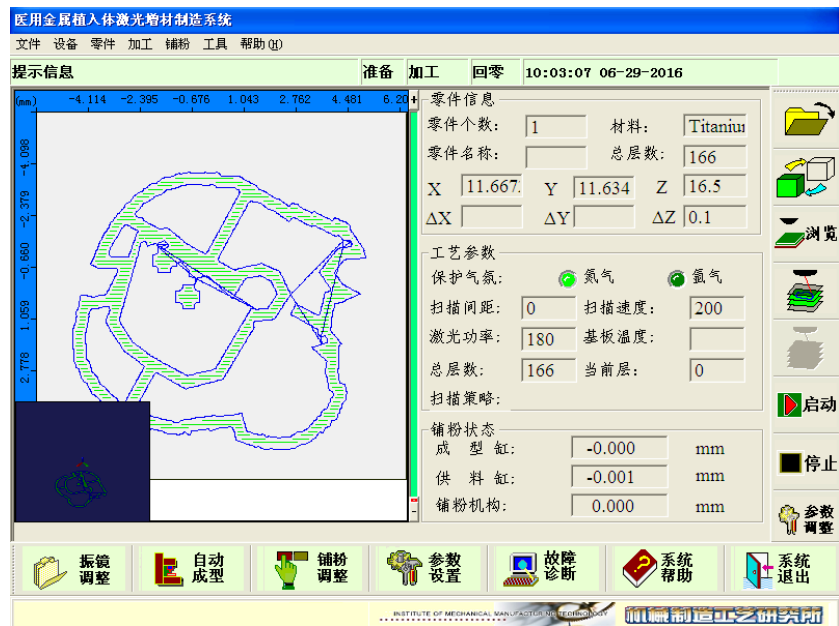 医用金属植入体激光增材制造系统
文件 设备 零件 加工 铺粉 工具 帮助(H)
提示信息 准备 加工 回零 10:03:07 06-29-2016
(mm) -4.114 -2.395 -0.676 1.043 2.762 4.481 6.20
-4.098
-2.379
-0.660
1.059
2.778
零件信息
零件个数: 1 材料: Titaniu
零件名称: 总层数: 166
X 11.667 Y 11.634 Z 16.5
ΔX ΔY ΔZ 0.1
工艺参数
保护气氛: 氮气 氩气
扫描间距: 0 扫描速度: 200
激光功率: 180 基板温度:
总层数: 166 当前层: 0
扫描策略:
铺粉状态
成 型 缸: -0.000 mm
供 料 缸: -0.001 mm
铺粉机构: 0.000 mm
浏览
启动
停止
参数
调整
振镜
调整
自动
成型
铺粉
调整
参数
设置
故障
诊断
系统
帮助
系统
退出
INSTITUTE OF MECHANICAL MANUFACTURING TECHNOLOGY
机械制造工艺研究所